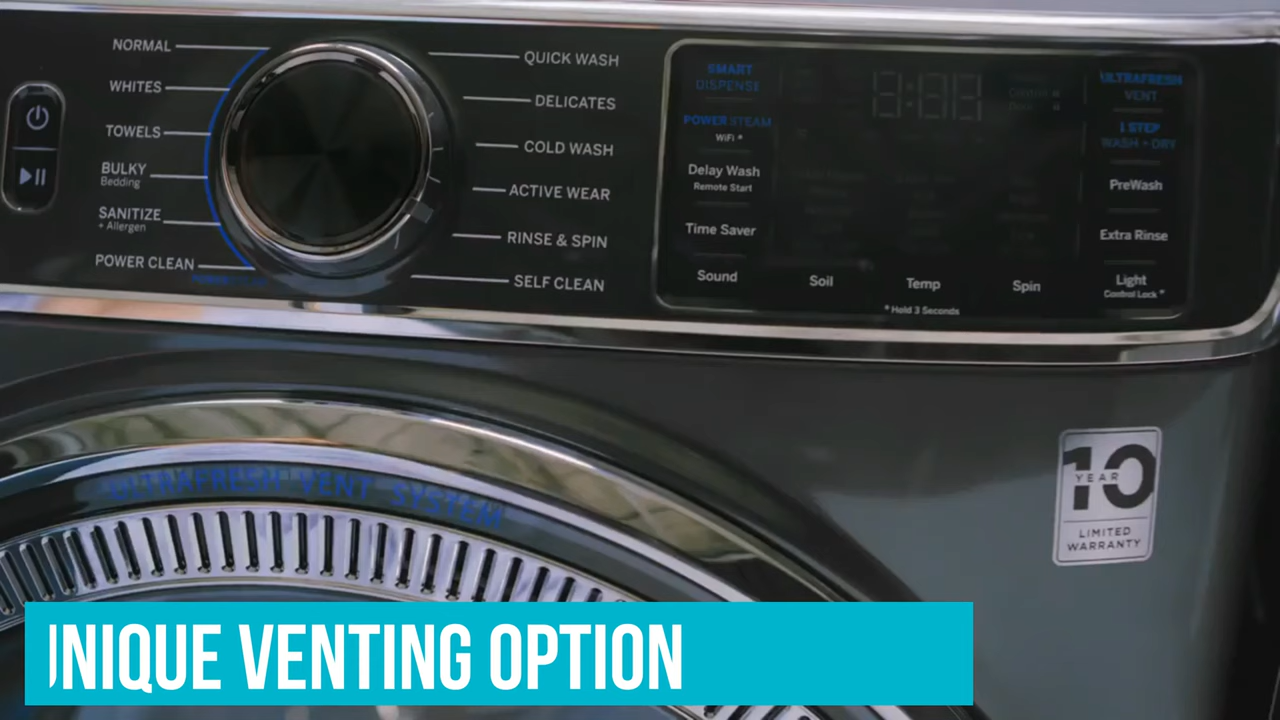 NORMAL
WHITES
TOWELS
BULKY
Bedding
SANITIZE
+ Allergen
POWER CLEAN
QUICK WASH
DELICATES
COLD WASH
ACTIVE WEAR
RINSE & SPIN
SELF CLEAN
SMART
DISPENSE
POWER STEAM
WiFi *
Delay Wash
Remote Start
Time Saver
Sound
Soil
Temp
* Hold 3 Seconds
Spin
ULTRAFRESH
VENT
1 STEP
WASH + DRY
PreWash
Extra Rinse
Light
Control Lock *
ULTRAFRESH VENT SYSTEM
10
YEAR
LIMITED
WARRANTY
NIQUE VENTING OPTION